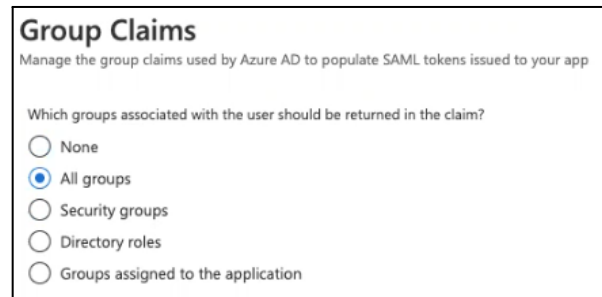 Group Claims
Manage the group claims used by Azure AD to populate SAML tokens issued to your app
Which groups associated with the user should be returned in the claim?
None
All groups
Security groups
Directory roles
Groups assigned to the application